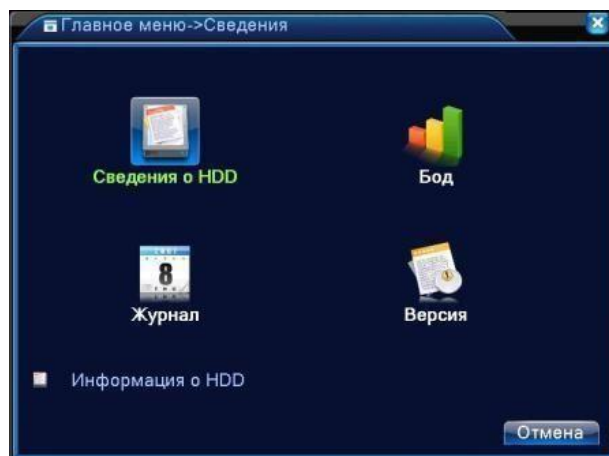 Главное меню->Сведения
Сведения о HDD
Бод
8
Журнал
Версия
Информация о HDD
Отмена